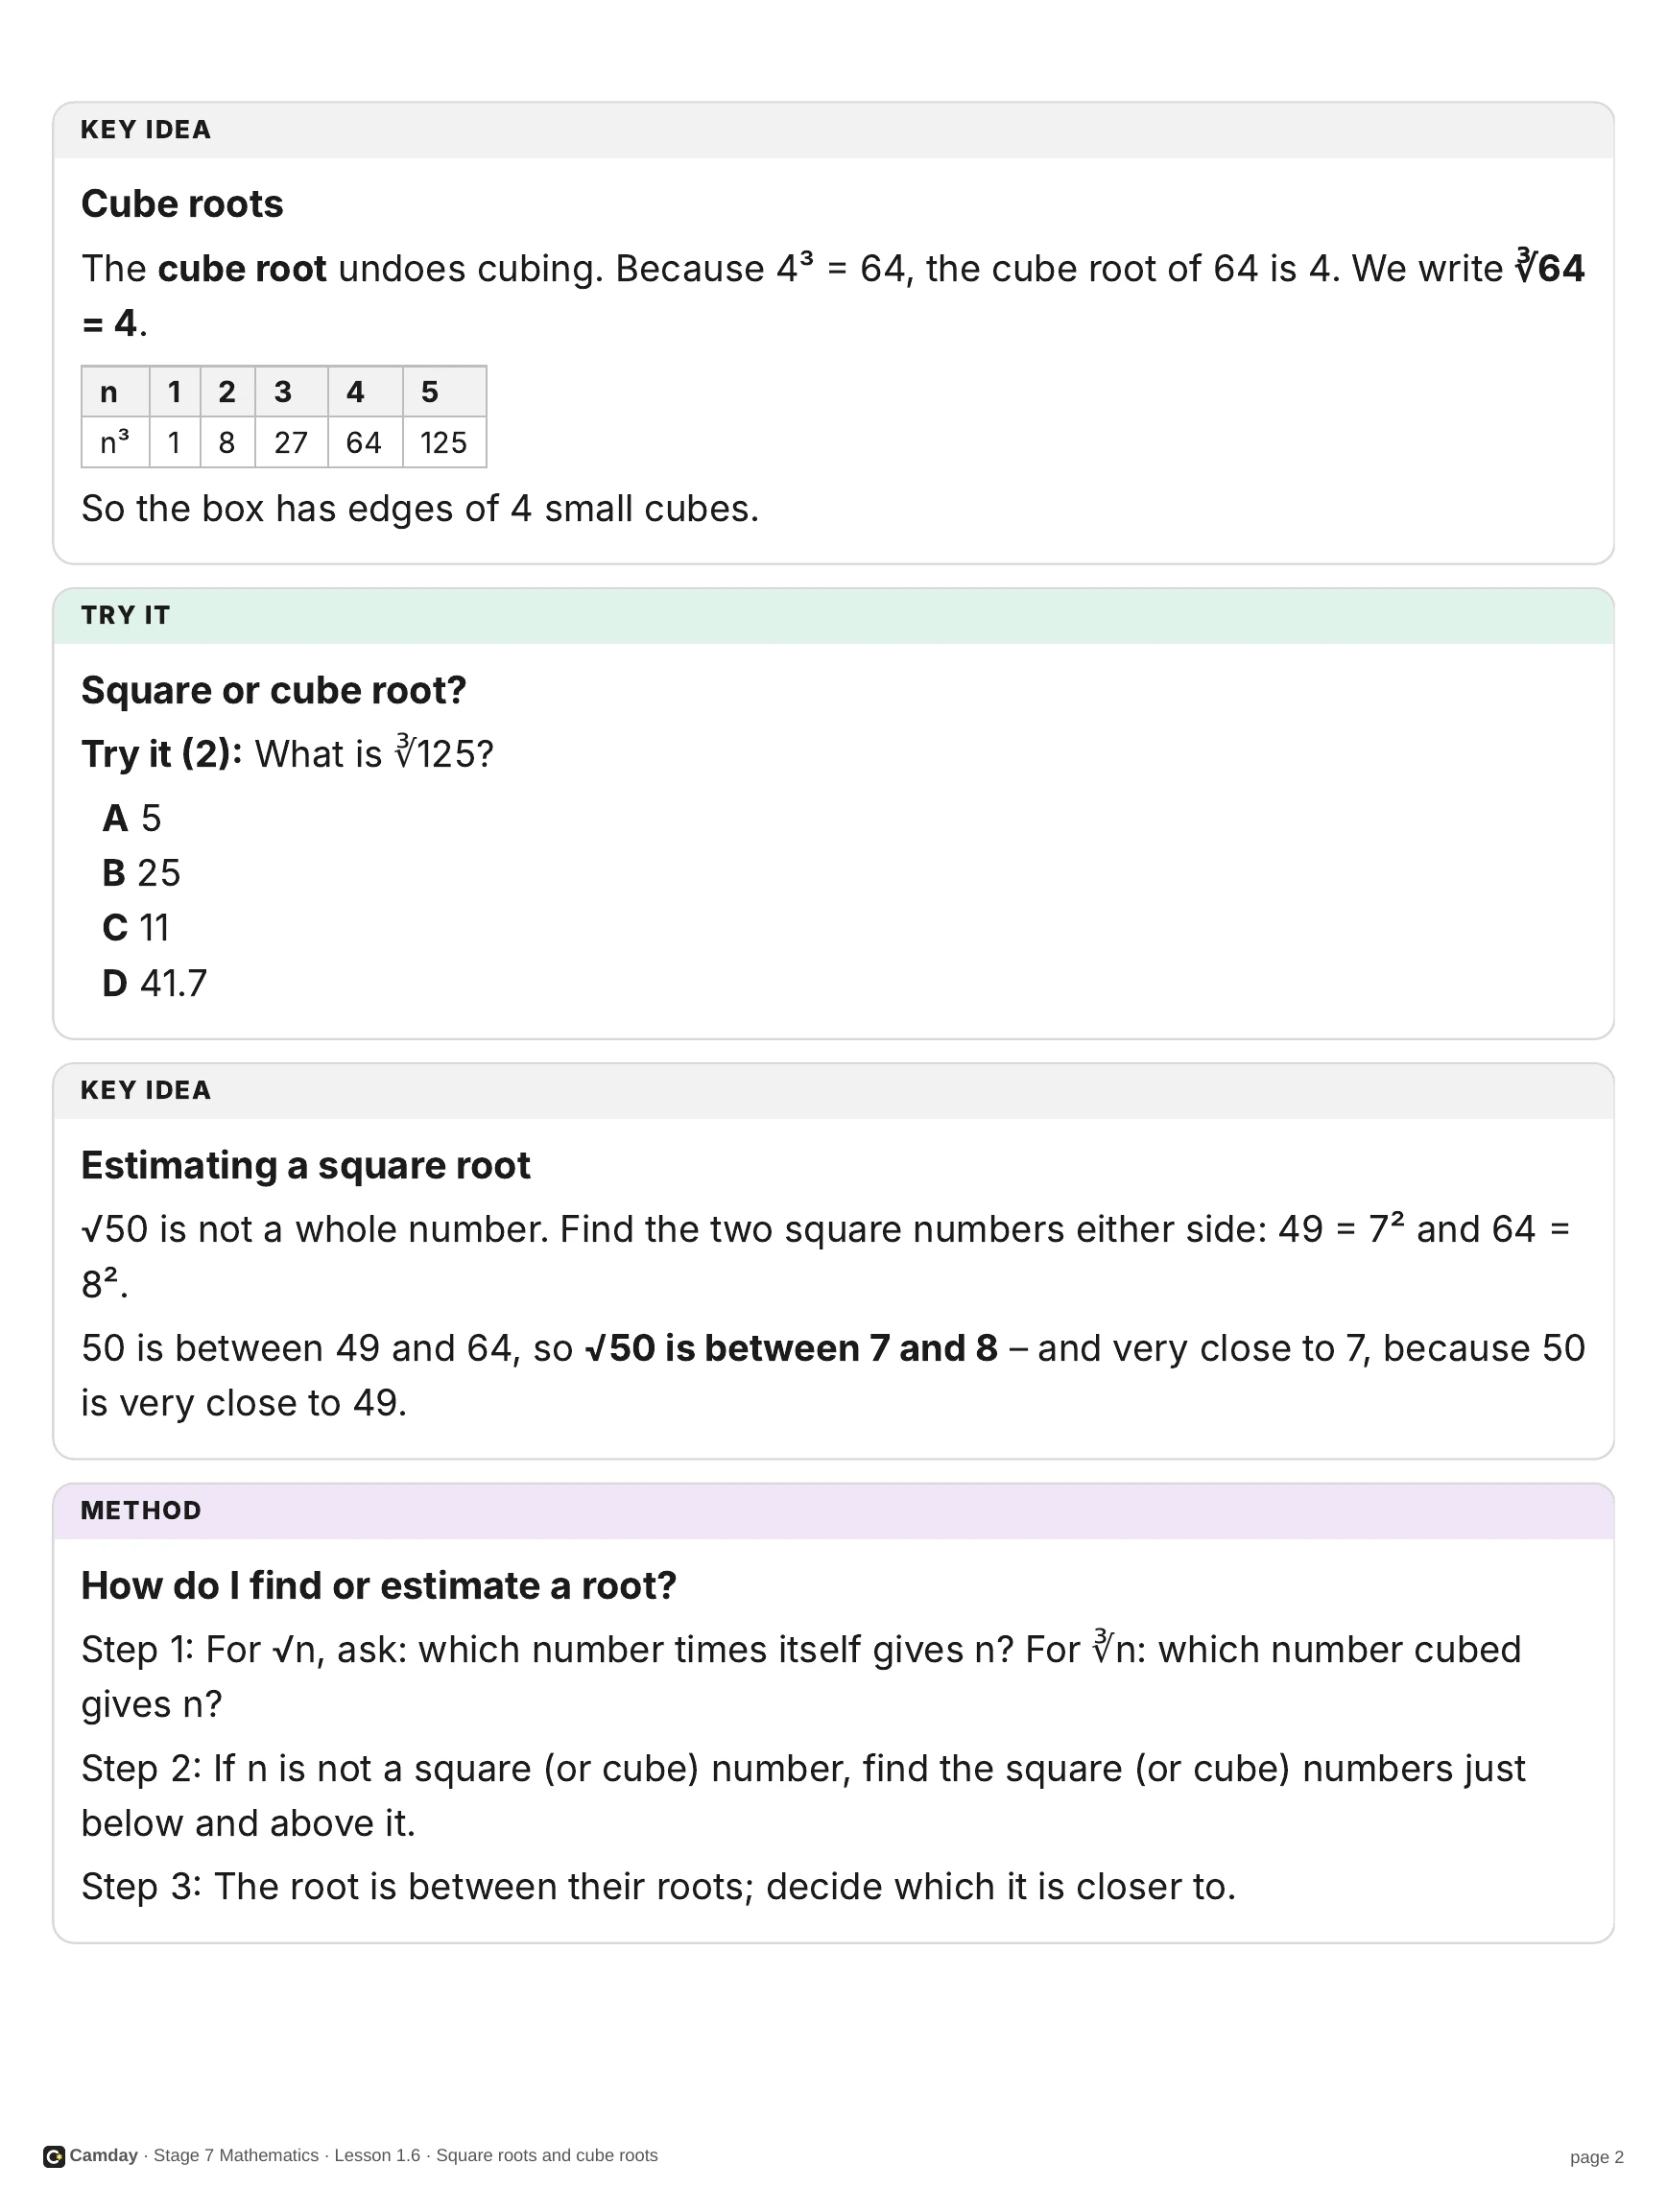 KEY IDEA
Cube roots
The cube root undoes cubing. Because 4³ = 64, the cube root of 64 is 4. We write ∛64
= 4.
n 1 2 3 4 5
n³ 1 8 27 64 125
So the box has edges of 4 small cubes.
TRY IT
Square or cube root?
Try it (2): What is ∛125?
A 5
B 25
C 11
D 41.7
KEY IDEA
Estimating a square root
√50 is not a whole number. Find the two square numbers either side: 49 = 7² and 64 =
8².
50 is between 49 and 64, so √50 is between 7 and 8 – and very close to 7, because 50
is very close to 49.
METHOD
How do I find or estimate a root?
Step 1: For √n, ask: which number times itself gives n? For ∛n: which number cubed
gives n?
Step 2: If n is not a square (or cube) number, find the square (or cube) numbers just
below and above it.
Step 3: The root is between their roots; decide which it is closer to.
Camday · Stage 7 Mathematics · Lesson 1.6 · Square roots and cube roots
page 2